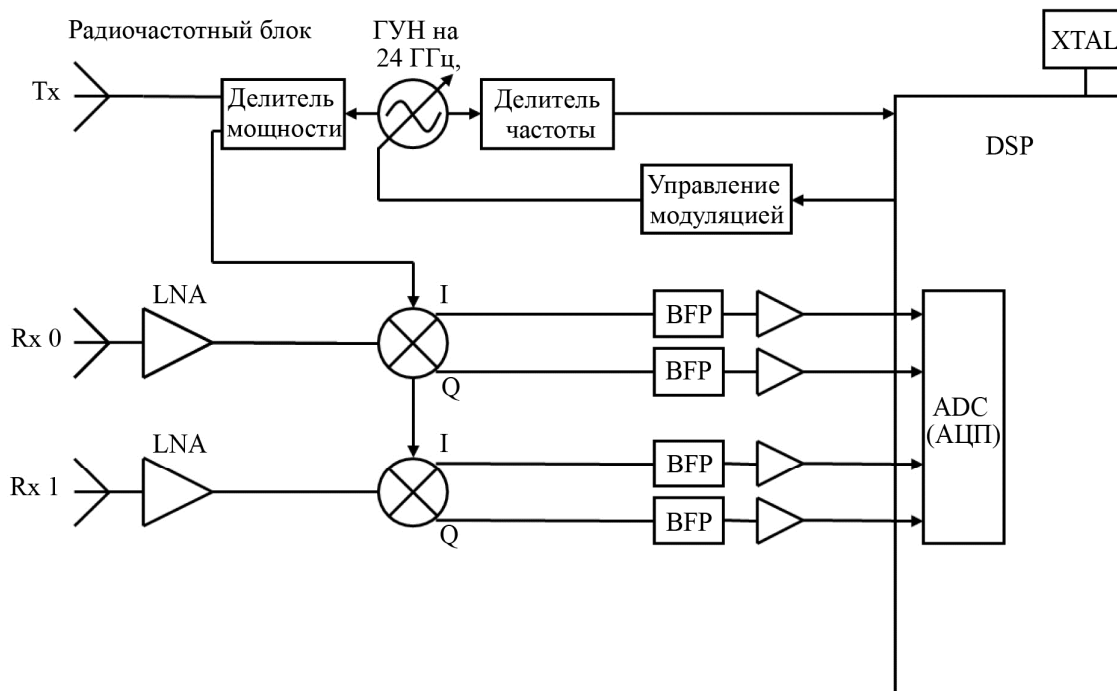 Радиочастотный блок
ГУН на
24 ГГц,
XTAL
Tx
Делитель
мощности
Делитель
частоты
DSP
Управление
модуляцией
LNA
I
Rx 0
BFP
Q
BFP
ADC
(АЦП)
LNA
I
Rx 1
BFP
Q
BFP